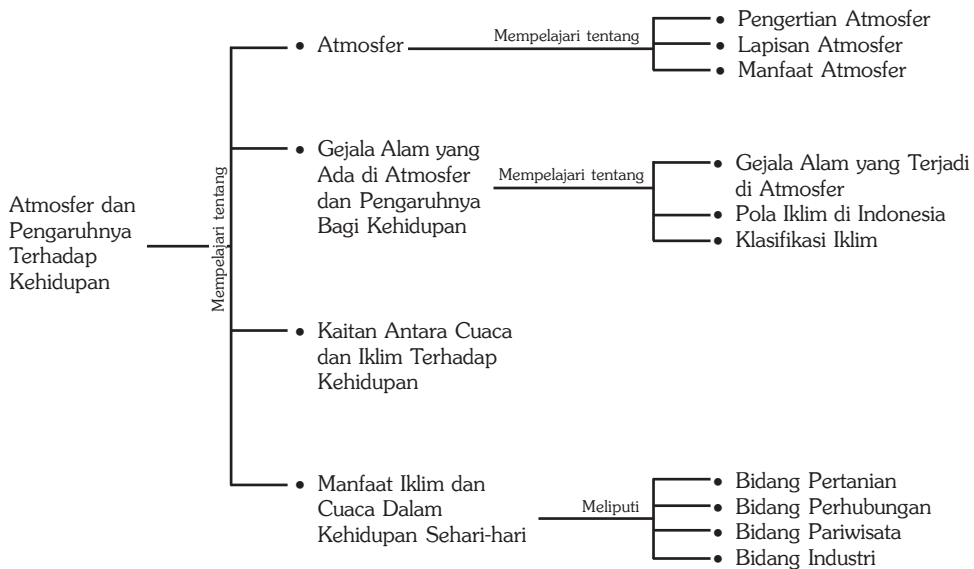 Atmosfer dan
Pengaruhnya
Terhadap
Kehidupan
Mempelajari tentang
• Atmosfer
Mempelajari tentang
• Pengertian Atmosfer
• Lapisan Atmosfer
• Manfaat Atmosfer
• Gejala Alam yang
Ada di Atmosfer
dan Pengaruhnya
Bagi Kehidupan
Mempelajari tentang
• Gejala Alam yang Terjadi
di Atmosfer
• Pola Iklim di Indonesia
• Klasifikasi Iklim
• Kaitan Antara Cuaca
dan Iklim Terhadap
Kehidupan
• Manfaat Iklim dan
Cuaca Dalam
Kehidupan Sehari-hari
Meliputi
• Bidang Pertanian
• Bidang Perhubungan
• Bidang Pariwisata
• Bidang Industri